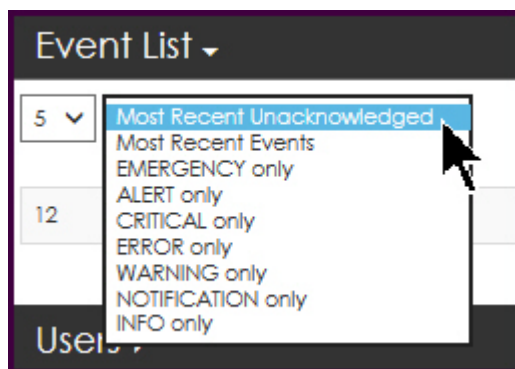 Event List
5
Most Recent Unacknowledged
Most Recent Events
EMERGENCY only
ALERT only
12
CRITICAL only
ERROR only
WARNING only
NOTIFICATION only
INFO only
Users